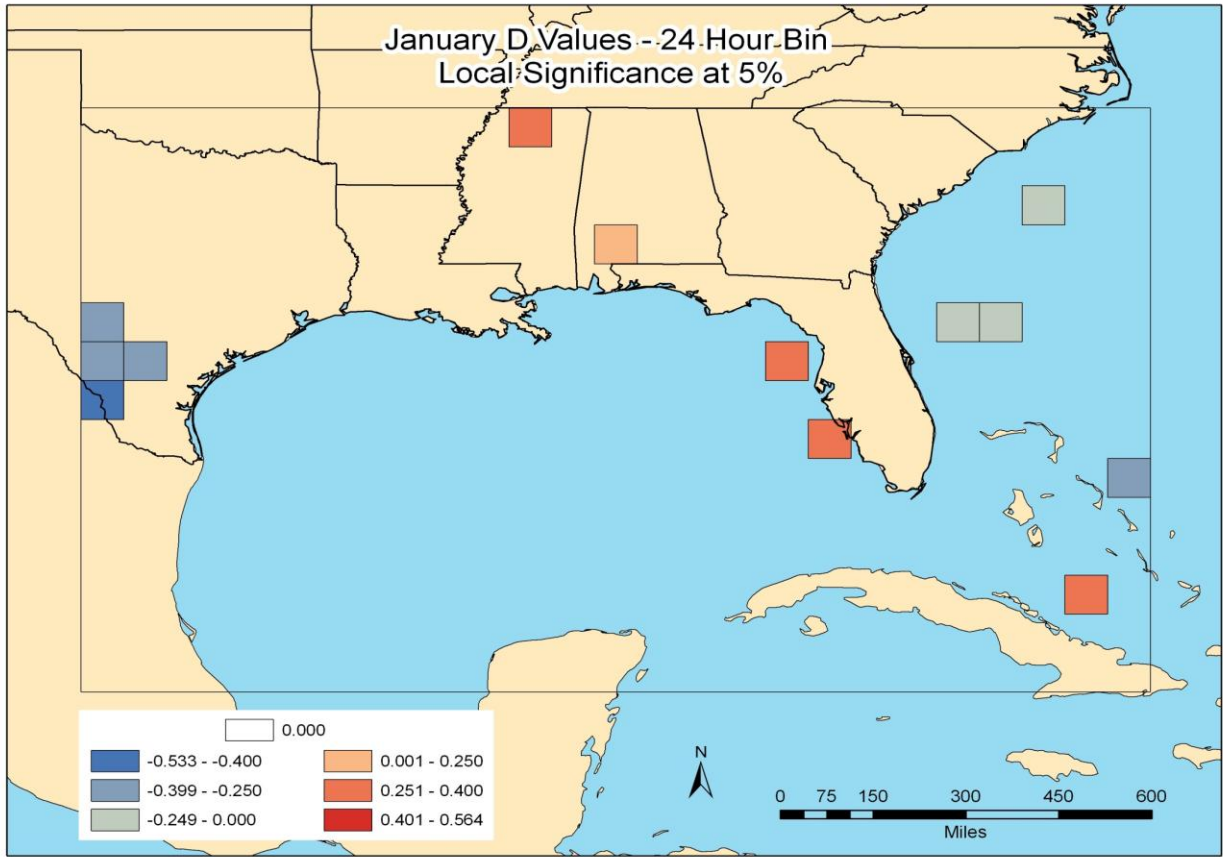 January D Values - 24 Hour Bin
Local Significance at 5%
0.000
-0.533 - -0.400
0.001 - 0.250
-0.399 - -0.250
0.251 - 0.400
-0.249 - 0.000
0.401 - 0.564
N
0 75 150 300 450 600
Miles